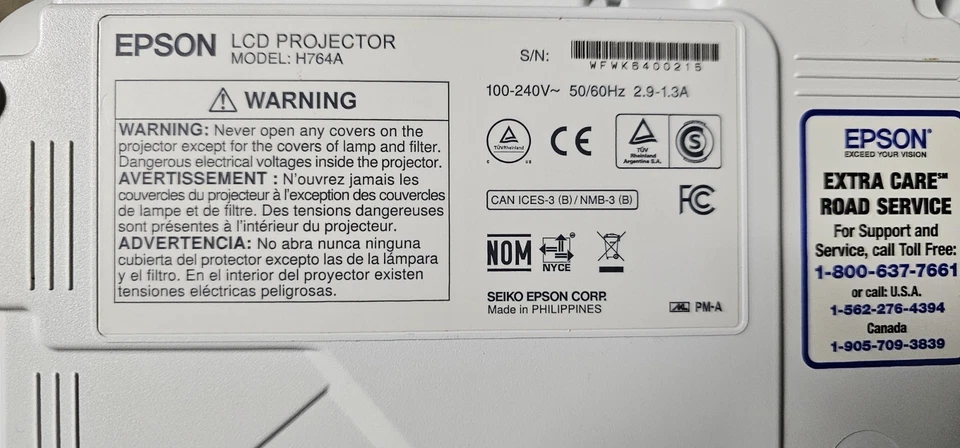 EPSON LCD PROJECTOR
MODEL: H764A
S/N:
WFWK6400215
100-240V~ 50/60Hz 2.9-1.3A
WARNING
WARNING: Never open any covers on the
projector except for the covers of lamp and filter.
Dangerous electrical voltages inside the projector.
AVERTISSEMENT : N'ouvrez jamais les
couvercles du projecteur à l'exception des couvercles
de lampe et de filtre. Des tensions dangereuses
sont présentes à l'intérieur du projecteur.
ADVERTENCIA: No abra nunca ninguna
cubierta del protector excepto las de la lámpara
y el filtro. En el interior del proyector existen
tensiones eléctricas peligrosas.
TÜVRheinland
C US
CE
TÜV
Rheinland
Argentina S.A.
S
CAN ICES-3 (B) / NMB-3 (B)
FC
NOM
NYCE
SEIKO EPSON CORP.
Made in PHILIPPINES
PM-A
EPSON®
EXCEED YOUR VISION
EXTRA CARE℠
ROAD SERVICE
For Support and
Service, call Toll Free:
1-800-637-7661
or call: U.S.A.
1-562-276-4394
Canada
1-905-709-3839